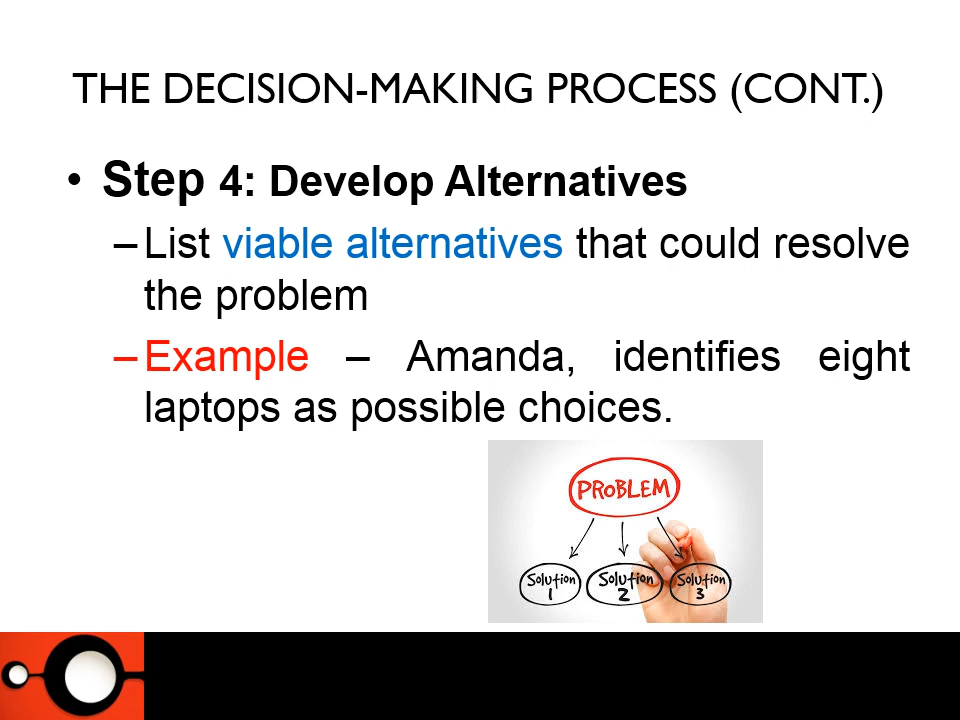 THE DECISION-MAKING PROCESS (CONT.)
• Step 4: Develop Alternatives
–List viable alternatives that could resolve
the problem
–Example – Amanda, identifies eight
laptops as possible choices.
PROBLEM
Solution
1
Solution
2
Solution
3